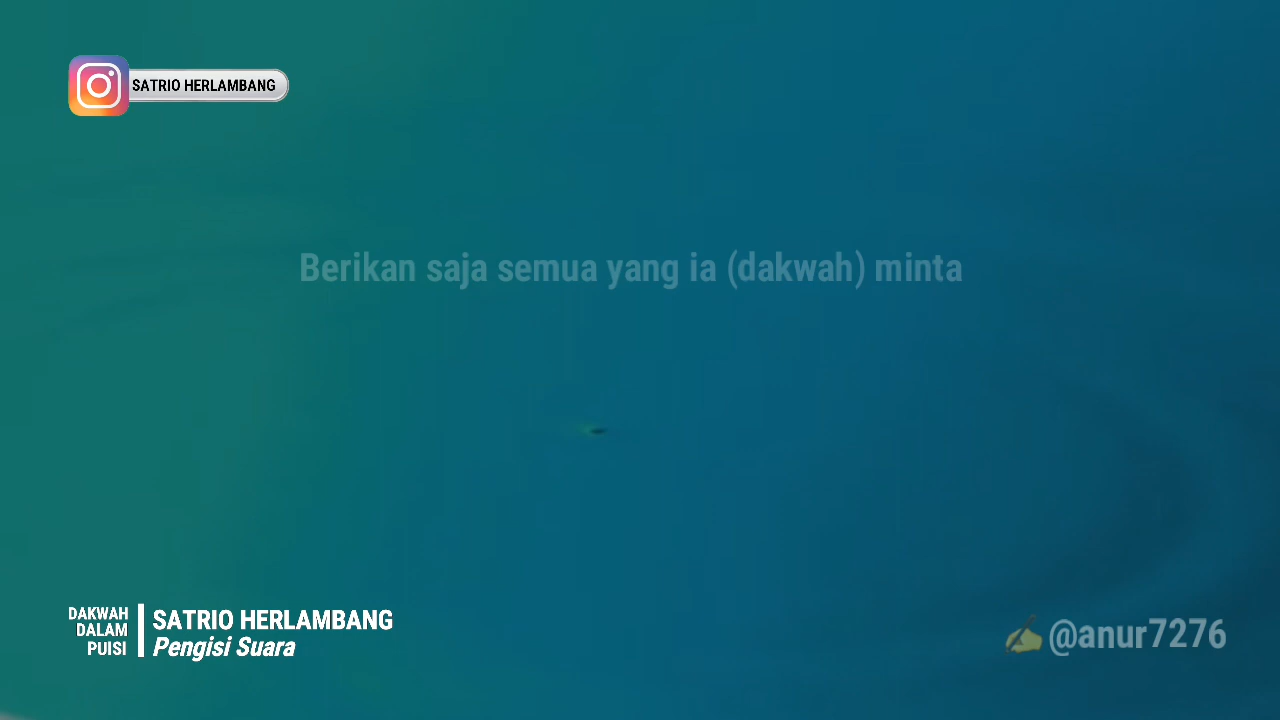 SATRIO HERLAMBANG
Berikan saja semua yang ia (dakwah) minta
DAKWAH
DALAM
PUISI
SATRIO HERLAMBANG
Pengisi Suara
✍@anur7276